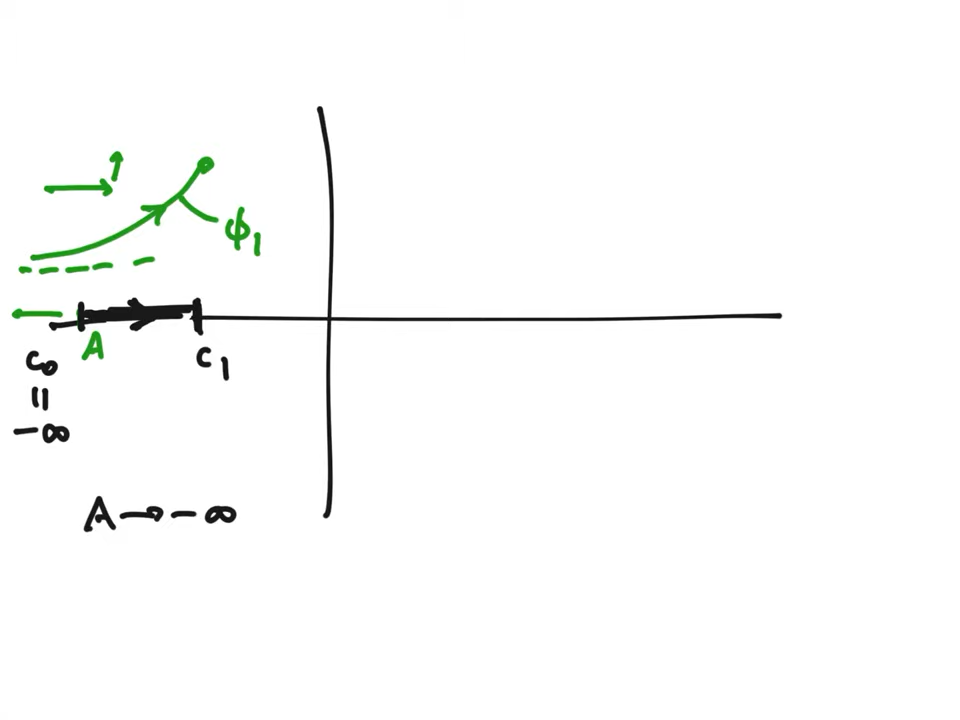 ϕ₁
A
c₀
c₁
=
-∞
A → -∞